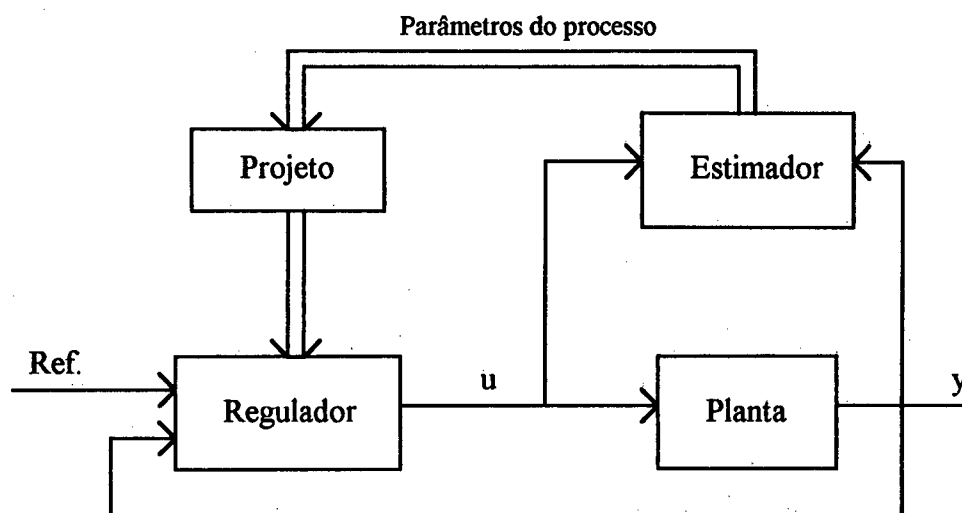 Parâmetros do processo
Projeto
Estimador
Ref.
Regulador
u
Planta
y